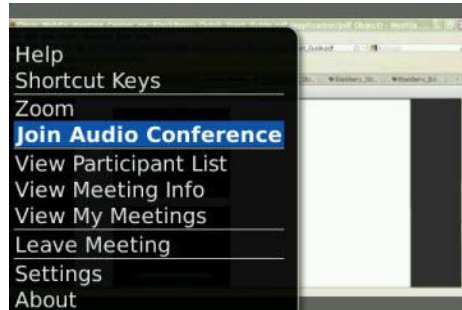 Help
Shortcut Keys
Zoom
Join Audio Conference
View Participant List
View Meeting Info
View My Meetings
Leave Meeting
Settings
About